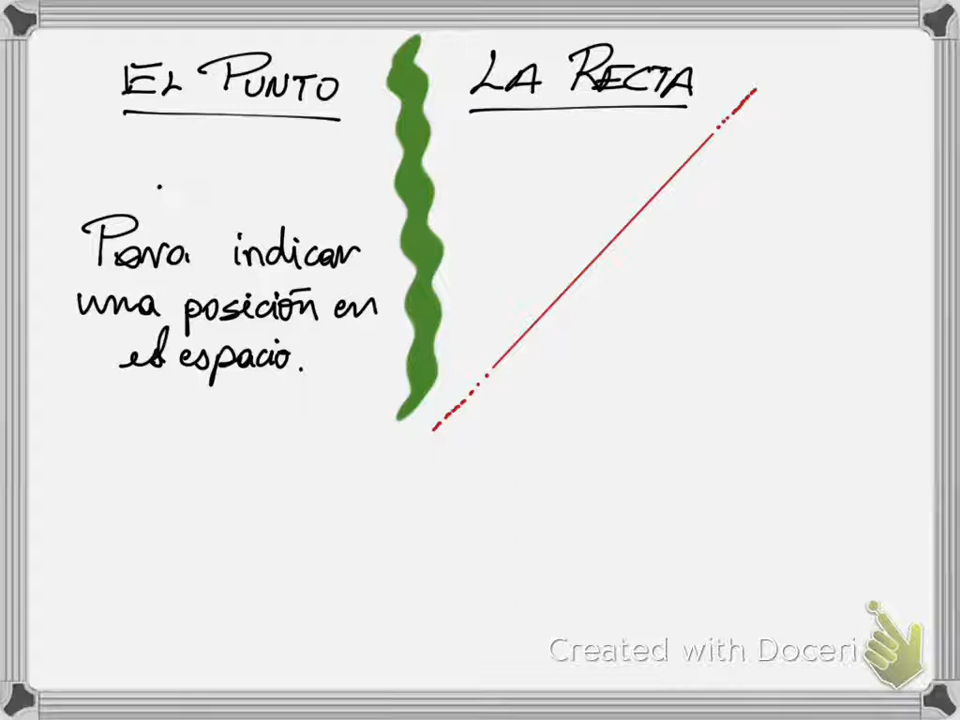 EL PUNTO
Para indicar
una posición en
el espacio.
LA RECTA
Created with Doceri